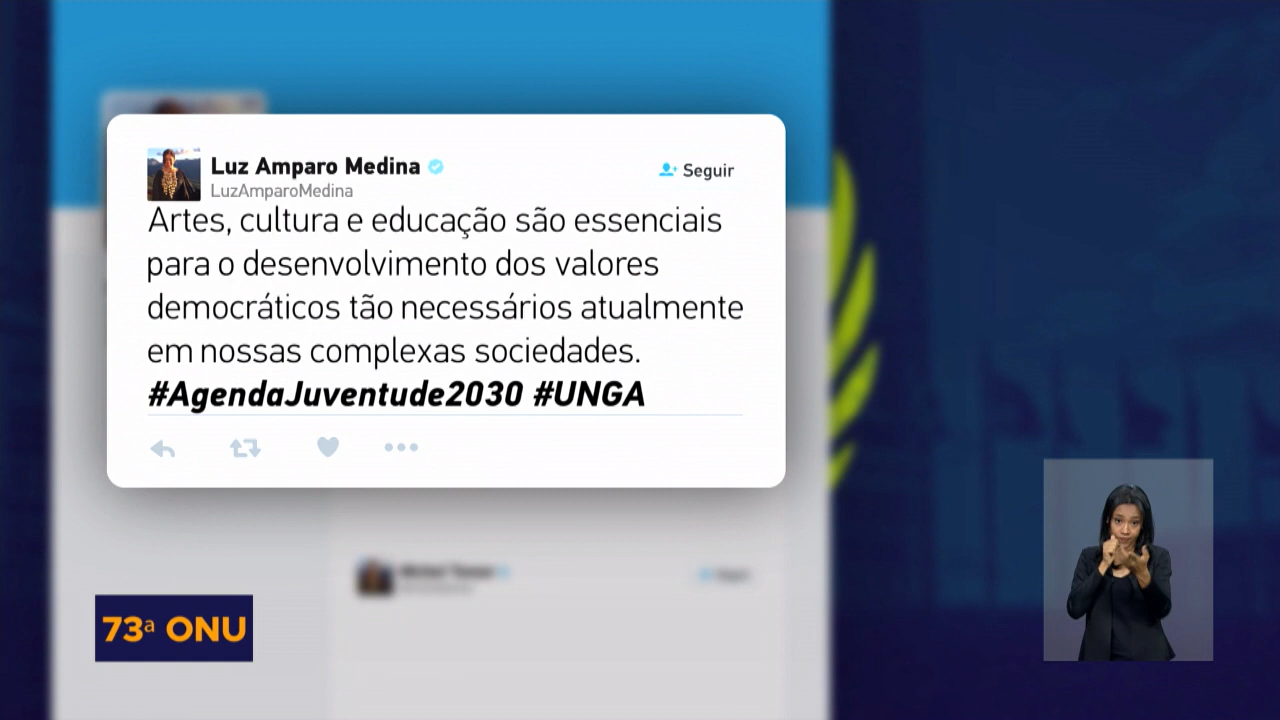 Luz Amparo Medina
Seguir
LuzAmparoMedina
Artes, cultura e educação são essenciais
para o desenvolvimento dos valores
democráticos tão necessários atualmente
em nossas complexas sociedades.
#AgendaJuventude2030 #UNGA
73ª ONU